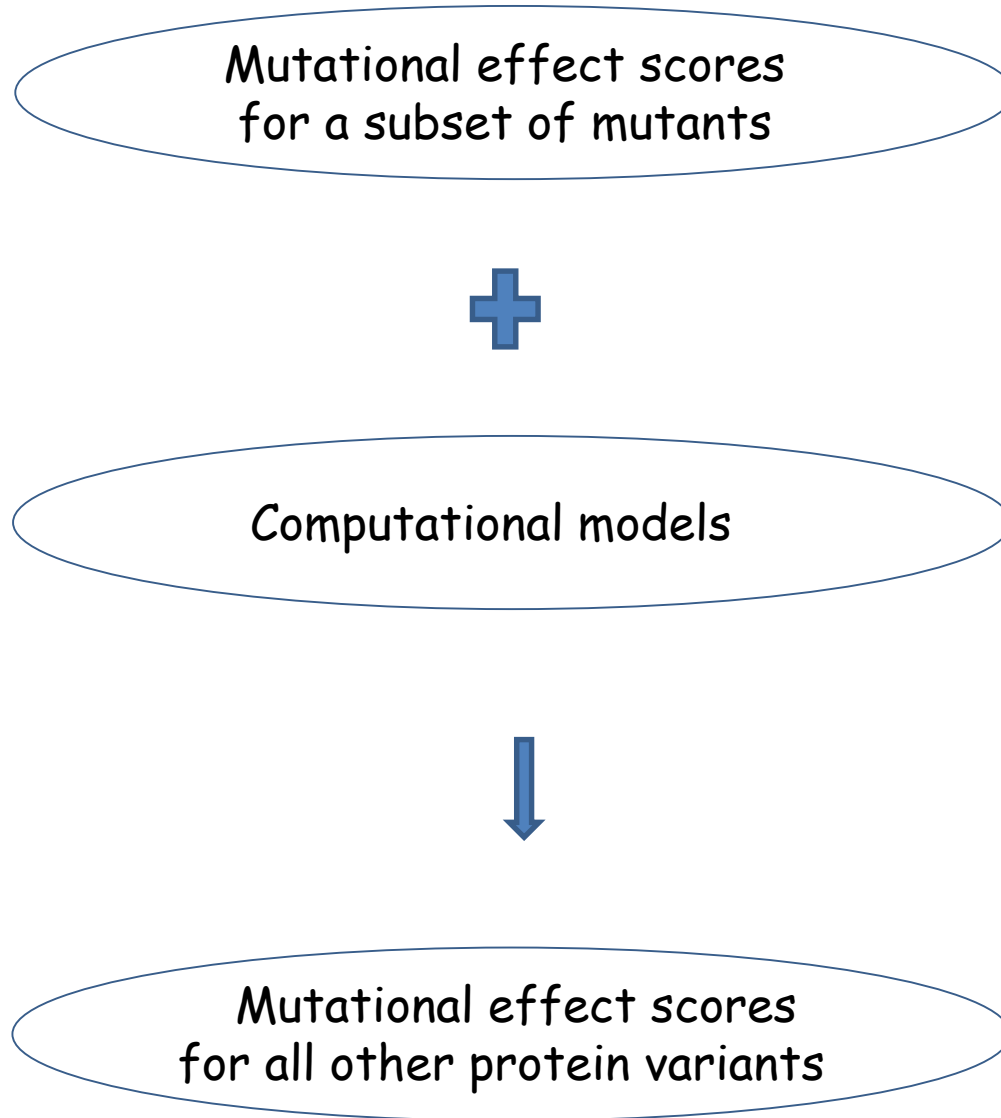 Mutational effect scores
for a subset of mutants
Computational models
Mutational effect scores
for all other protein variants